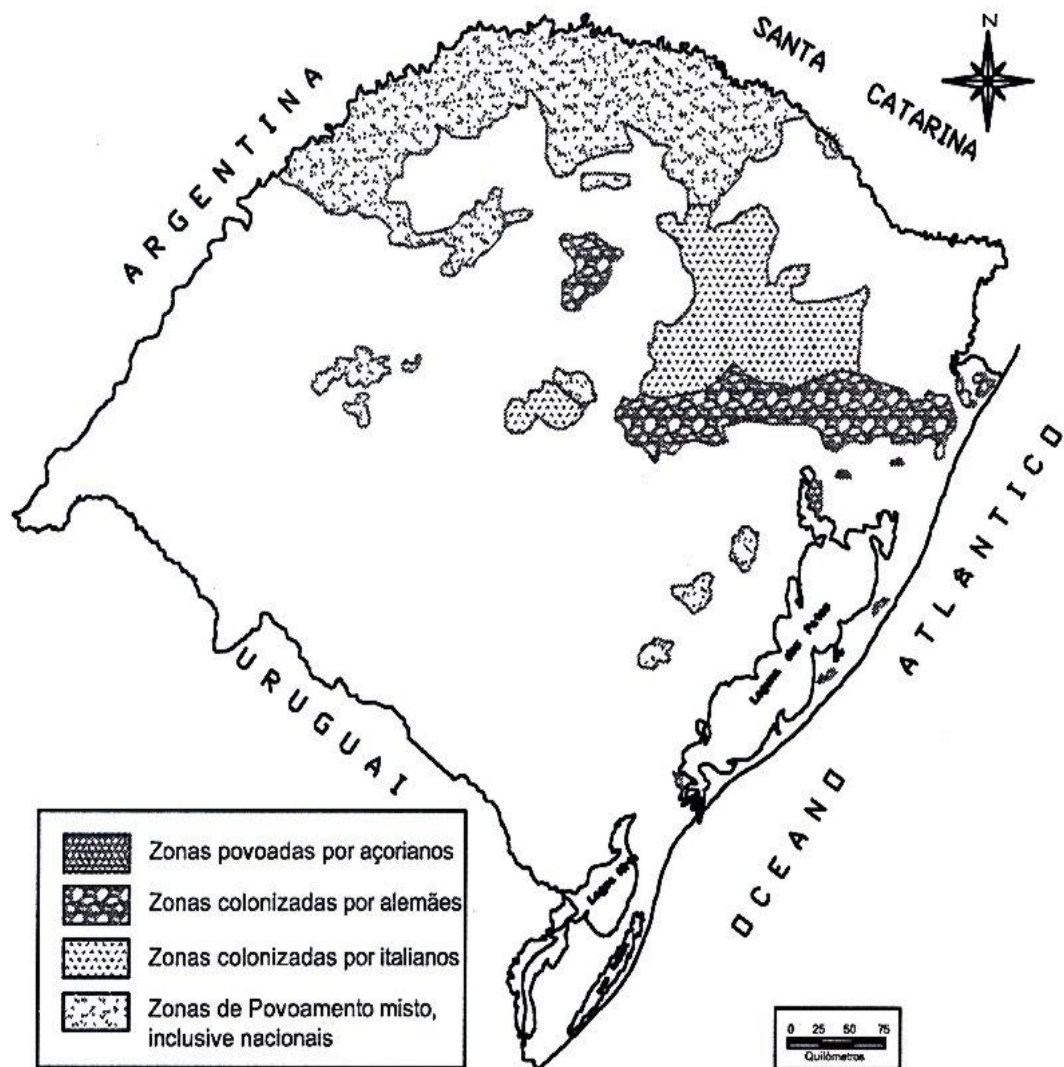 N
SANTA
CATARINA
ARGENTINA
OCEANO ATLÂNTICO
URUGUAI
Lagoa dos Patos
Zonas povoadas por açorianos
Zonas colonizadas por alemães
Zonas colonizadas por italianos
Zonas de Povoamento misto,
inclusive nacionais
0 25 50 75
Quilômetros